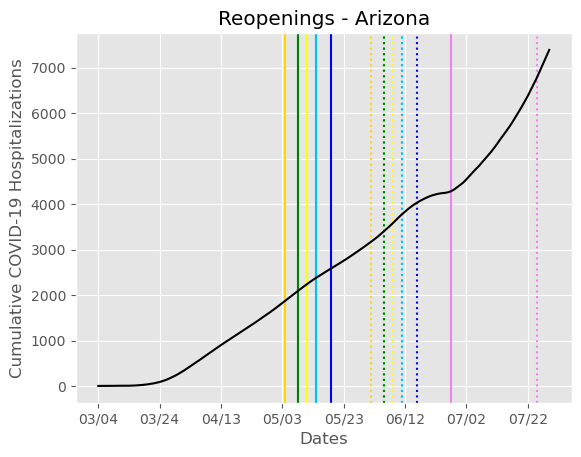 Reopenings - Arizona
Cumulative COVID-19 Hospitalizations
7000
6000
5000
4000
3000
2000
1000
0
03/04 03/24 04/13 05/03 05/23 06/12 07/02 07/22
Dates